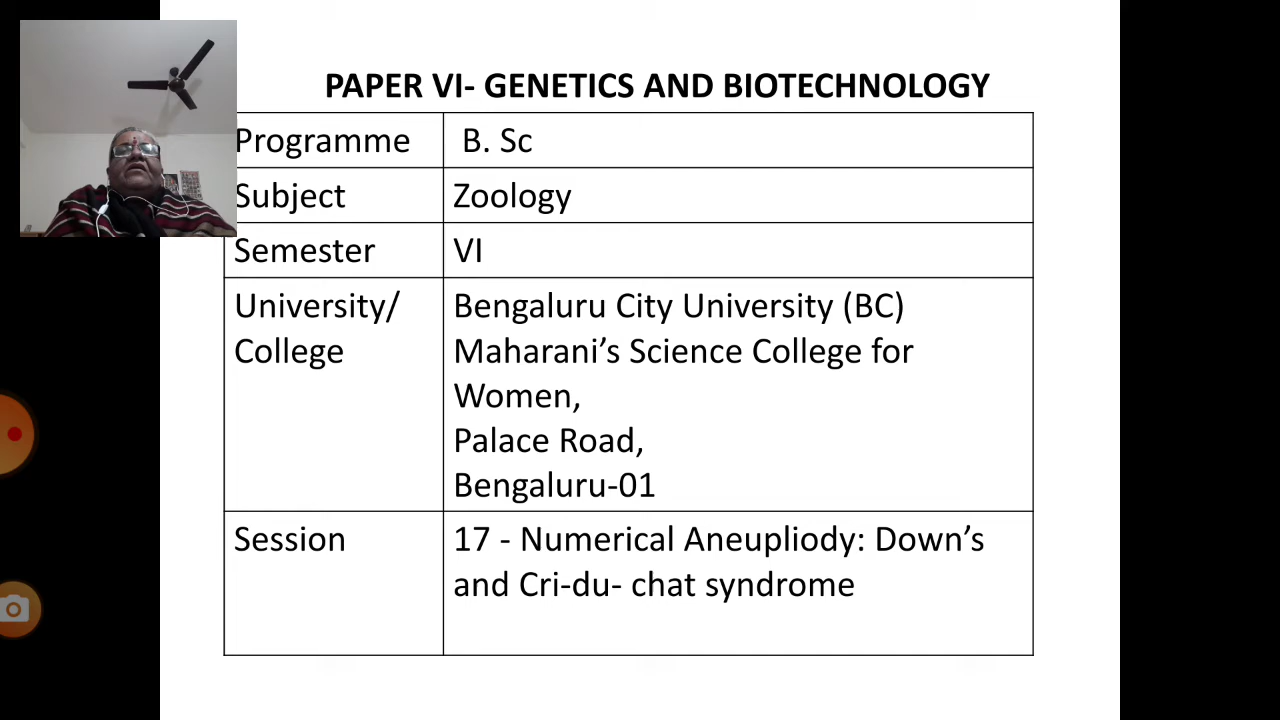 PAPER VI- GENETICS AND BIOTECHNOLOGY
Programme B. Sc
Subject Zoology
Semester VI
University/ Bengaluru City University (BC)
College Maharani’s Science College for
Women,
Palace Road,
Bengaluru-01
Session 17 - Numerical Aneupliody: Down’s
and Cri-du- chat syndrome